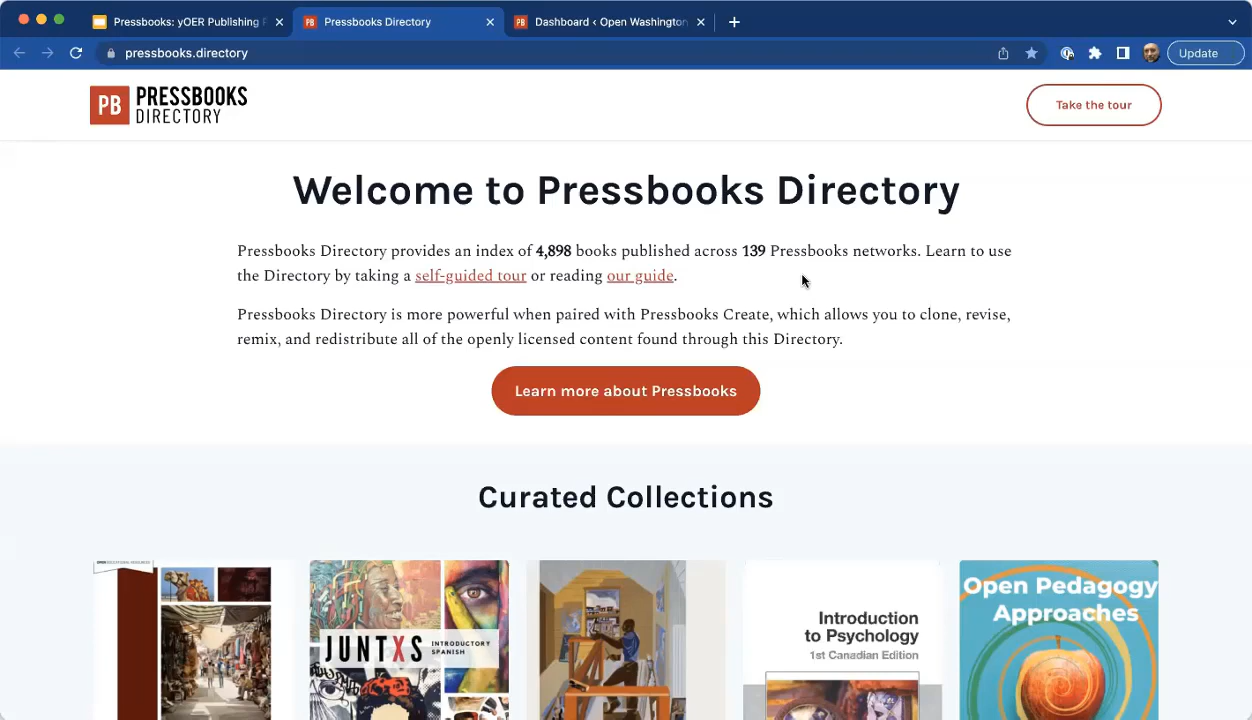 Pressbooks: yOER Publishing
Pressbooks Directory
Dashboard ‹ Open Washington
pressbooks.directory
Update
PB PRESSBOOKS DIRECTORY
Take the tour
Welcome to Pressbooks Directory
Pressbooks Directory provides an index of 4,898 books published across 139 Pressbooks networks. Learn to use
the Directory by taking a self-guided tour or reading our guide.
Pressbooks Directory is more powerful when paired with Pressbooks Create, which allows you to clone, revise,
remix, and redistribute all of the openly licensed content found through this Directory.
Learn more about Pressbooks
Curated Collections
JUNTXS
INTRODUCTORY
SPANISH
Introduction
to Psychology
1st Canadian Edition
Open Pedagogy
Approaches